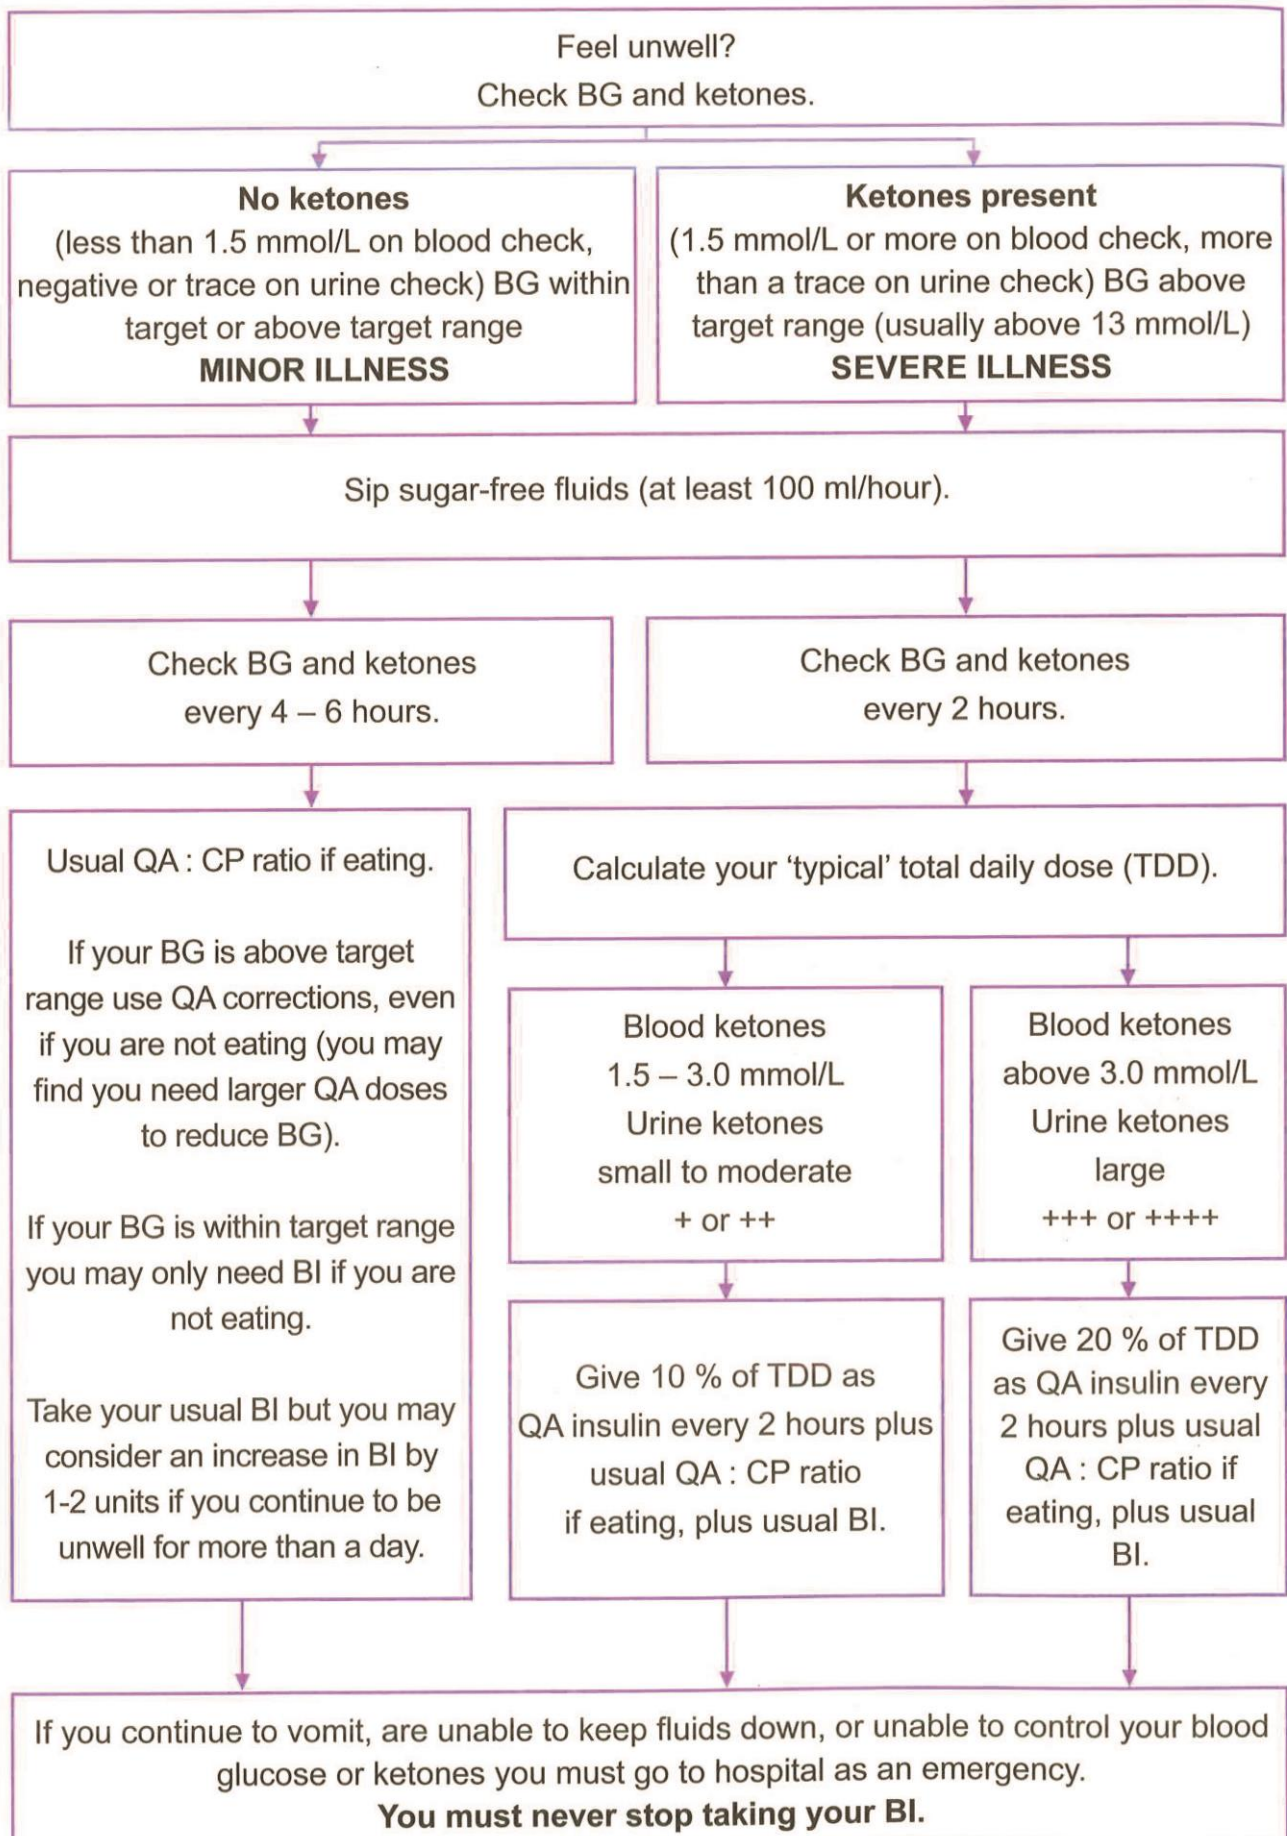 Feel unwell?
Check BG and ketones.
No ketones
(less than 1.5 mmol/L on blood check,
negative or trace on urine check) BG within
target or above target range
MINOR ILLNESS
Ketones present
(1.5 mmol/L or more on blood check, more
than a trace on urine check) BG above
target range (usually above 13 mmol/L)
SEVERE ILLNESS
Sip sugar-free fluids (at least 100 ml/hour).
Check BG and ketones
every 4 – 6 hours.
Check BG and ketones
every 2 hours.
Usual QA : CP ratio if eating.
If your BG is above target
range use QA corrections, even
if you are not eating (you may
find you need larger QA doses
to reduce BG).
If your BG is within target range
you may only need BI if you are
not eating.
Take your usual BI but you may
consider an increase in BI by
1-2 units if you continue to be
unwell for more than a day.
Calculate your ‘typical’ total daily dose (TDD).
Blood ketones
1.5 – 3.0 mmol/L
Urine ketones
small to moderate
+ or ++
Give 10 % of TDD as
QA insulin every 2 hours plus
usual QA : CP ratio
if eating, plus usual BI.
Blood ketones
above 3.0 mmol/L
Urine ketones
large
+++ or ++++
Give 20 % of TDD
as QA insulin every
2 hours plus usual
QA : CP ratio if
eating, plus usual
BI.
If you continue to vomit, are unable to keep fluids down, or unable to control your blood
glucose or ketones you must go to hospital as an emergency.
You must never stop taking your BI.